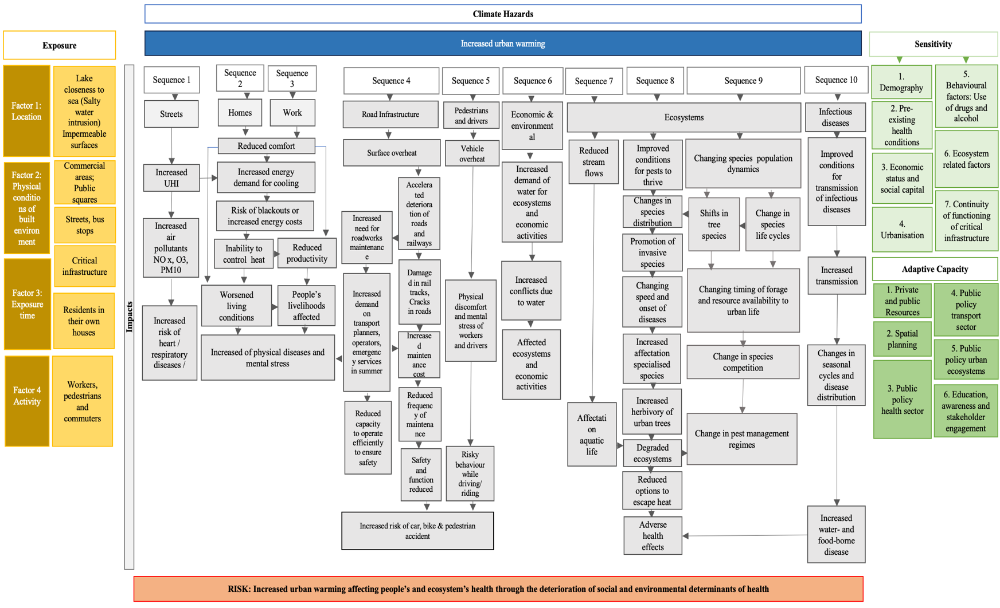 Climate Hazards
Increased urban warming
Exposure
Factor 1:
Location
Lake
closeness to
sea (Salty
water
intrusion)
Impermeable
surfaces
Factor 2:
Physical
conditio
ns of
built
environ
ment
Commercial
areas;
Public
squares
Streets, bus
stops
Critical
infrastructure
Factor 3:
Exposure
time
Residents in
their own
houses
Factor 4
Activity
Workers,
pedestrians
and
commuters
Impacts
Sequence 1
Streets
Increased
UHI
Increased
air
pollutants
NO x, O3,
PM10
Increased
risk of
heart /
respiratory
diseases /
Sequence
2
Homes
Sequence
3
Work
Reduced comfort
Increased energy
demand for cooling
Risk of blackouts or
increased energy costs
Inability to
control heat
Reduced
productivity
Worsened
living
conditions
People’s
livelihoods
affected
Increased of physical diseases and
mental stress
Sequence 4
Road Infrastructure
Surface overheat
Accelera
ted
deteriora
tion of
roads
and
railways
Increased
need for
roadworks
maintenanc
e
Damage
d in rail
tracks,
Cracks
in roads
Increased
demand
on
transport
planners,
operators,
emergenc
y services
in summer
Increase
d
mainten
ance
cost
Reduced
frequenc
y of
maintena
nce
Reduced
capacity
to operate
efficiently
to ensure
safety
Safety
and
function
reduced
Sequence 5
Pedestrians
and drivers
Vehicle
overheat
Physical
discomfort
and mental
stress of
workers
and drivers
Risky
behaviour
while
driving/
riding
Increased risk of car, bike & pedestrian
accident
Sequence 6
Economic &
environment
al
Increased
demand of
water for
ecosystems
and
economic
activities
Increased
conflicts due
to water
Affected
ecosystems
and
economic
activities
Sequence 7
Sequence 8
Sequence 9
Ecosystems
Reduced
stream
flows
Affectati
on
aquatic
life
Improved
conditions
for pests to
thrive
Changes in
species
distribution
Promotion of
invasive
species
Changing
speed and
onset of
diseases
Increased
affectation
specialised
species
Increased
herbivory of
urban trees
Degraded
ecosystems
Reduced
options to
escape heat
Adverse
health
effects
Changing species population
dynamics
Shifts in
tree
species
Change in
species
life cycles
Changing timing of forage
and resource availability to
urban life
Change in species
competition
Change in pest management
regimes
Sequence 10
Infectious
diseases
Improved
conditions
for
transmission
of infectious
diseases
Increased
transmission
Changes in
seasonal
cycles and
disease
distribution
Increased
water- and
food-borne
disease
Sensitivity
1.
Demography
2. Pre-
existing
health
conditions
3. Economic
status and
social capital
4.
Urbanisation
5.
Behavioural
factors: Use
of drugs and
alcohol
6. Ecosystem
related factors
7. Continuity
of functioning
of critical
infrastructure
Adaptive Capacity
1. Private
and public
Resources
2. Spatial
planning
3. Public
policy
health sector
4. Public
policy
transport
sector
5. Public
policy urban
ecosystems
6. Education,
awareness and
stakeholder
engagement
RISK: Increased urban warming affecting people’s and ecosystem’s health through the deterioration of social and environmental determinants of health